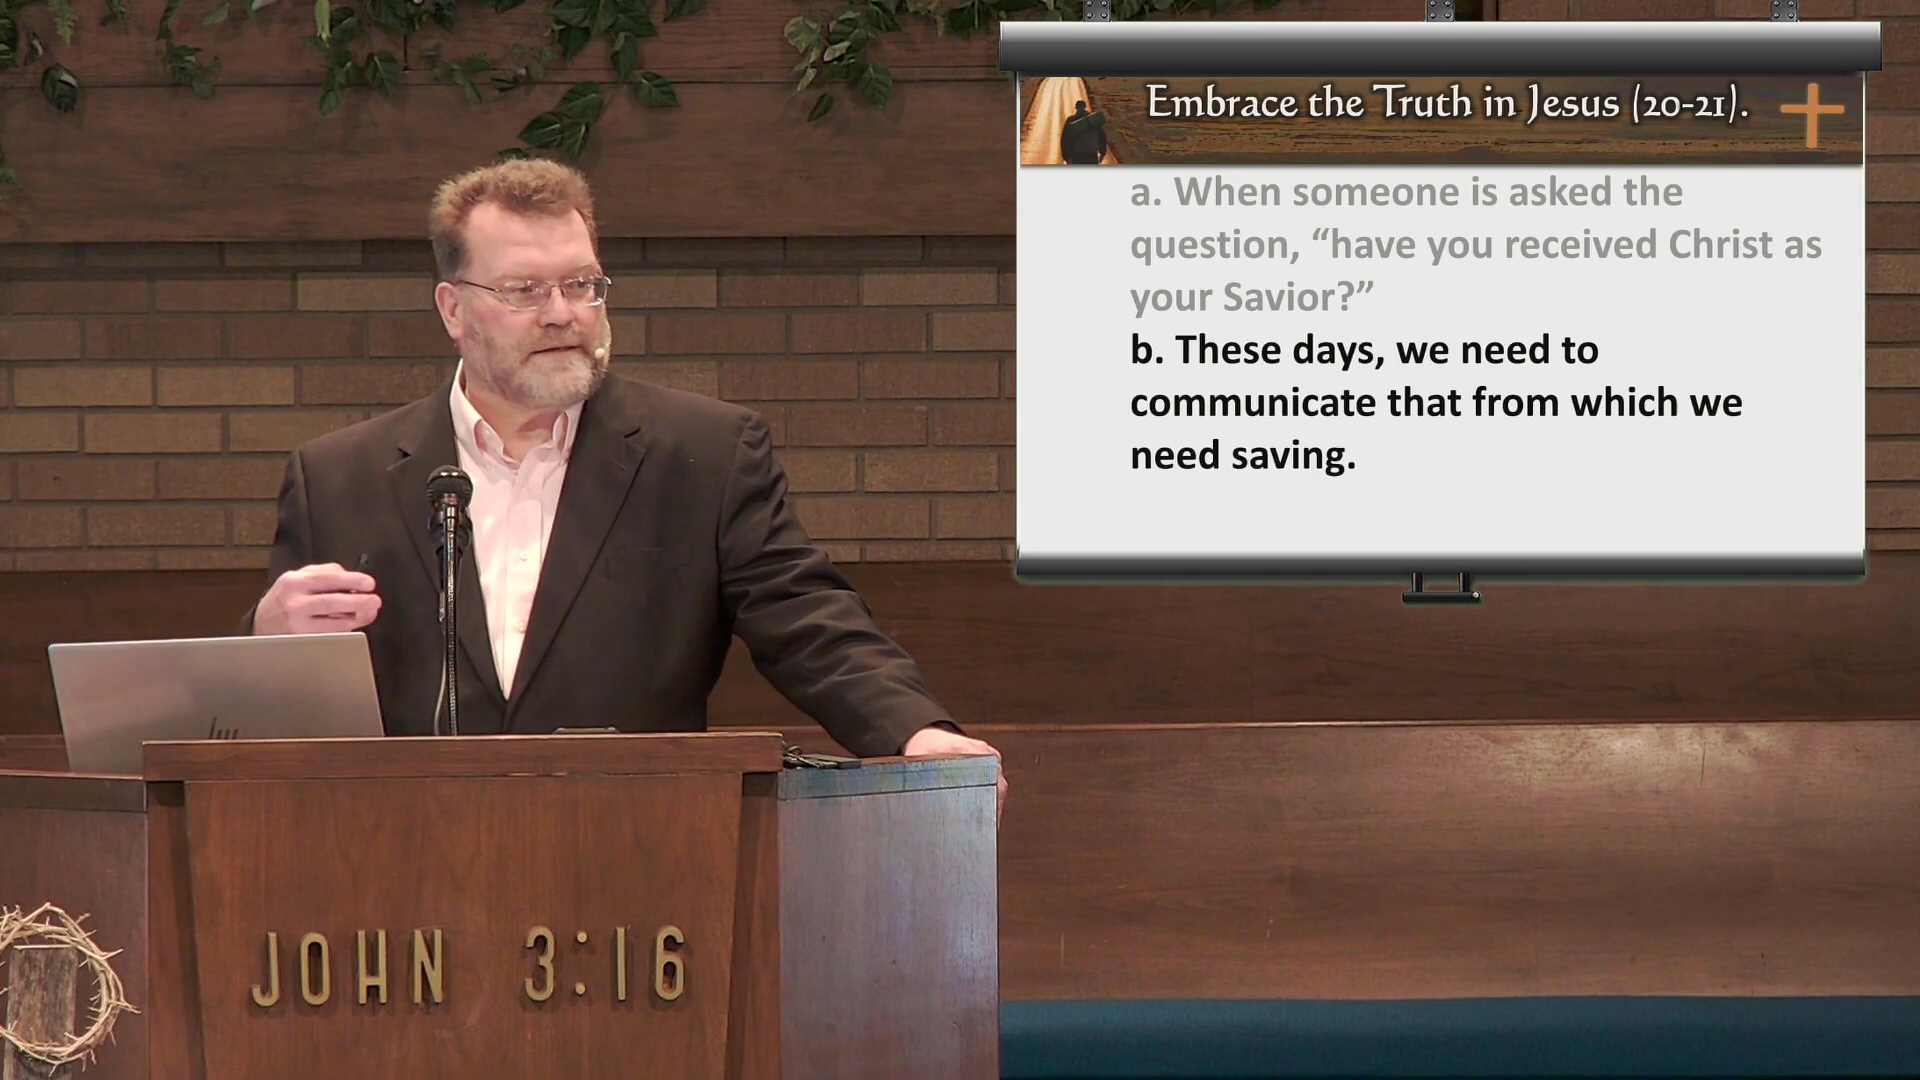 Embrace the Truth in Jesus (20-21).
a. When someone is asked the
question, “have you received Christ as
your Savior?”
b. These days, we need to
communicate that from which we
need saving.
hp
JOHN 3:16